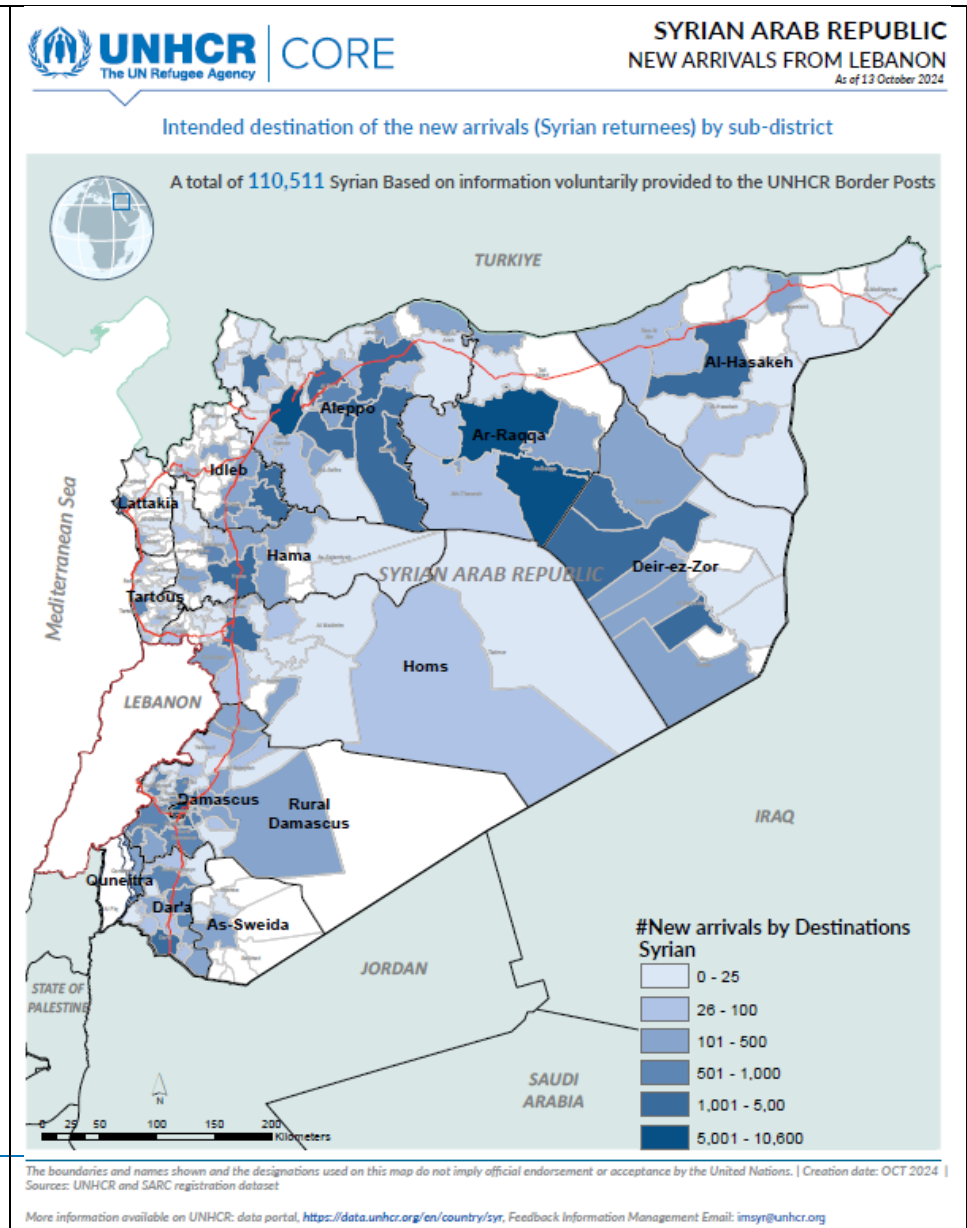 UNHCR
The UN Refugee Agency
CORE
SYRIAN ARAB REPUBLIC
NEW ARRIVALS FROM LEBANON
As of 13 October 2024
Intended destination of the new arrivals (Syrian returnees) by sub-district
A total of 110,511 Syrian Based on information voluntarily provided to the UNHCR Border Posts
TURKIYE
Al-Hasakeh
Aleppo
Ar-Raqqa
Idleb
Lattakia
Mediterranean Sea
Hama
SYRIAN ARAB REPUBLIC
Deir-ez-Zor
Tartous
Homs
LEBANON
Damascus
Rural
Damascus
IRAQ
Quneitra
Dar'a
As-Sweida
JORDAN
STATE OF
PALESTINE
SAUDI
ARABIA
#New arrivals by Destinations
Syrian
0 - 25
26 - 100
101 - 500
501 - 1,000
1,001 - 5,00
5,001 - 10,600
N
0 25 50 100 150 200
Kilometers
The boundaries and names shown and the designations used on this map do not imply official endorsement or acceptance by the United Nations. | Creation date: OCT 2024 |
Sources: UNHCR and SARC registration dataset
More information available on UNHCR: data portal, https://data.unhcr.org/en/country/syr, Feedback Information Management Email: imsyr@unhcr.org